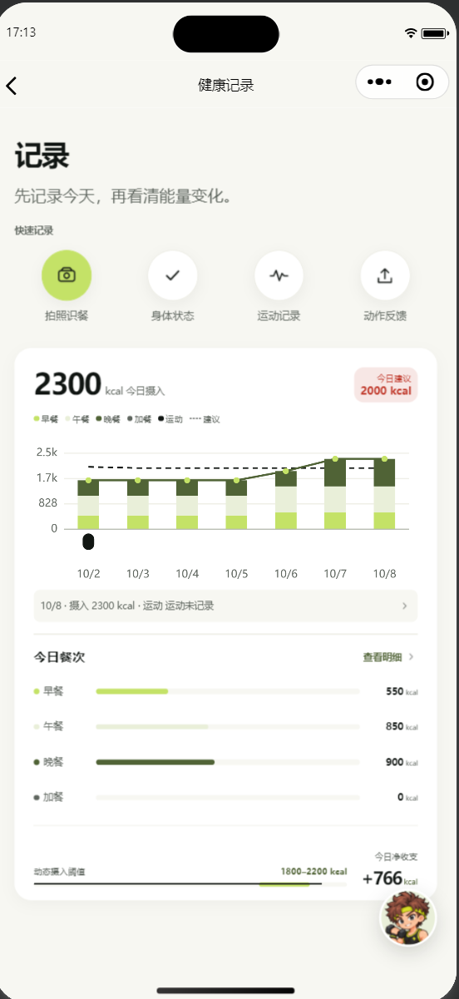 17:13
健康记录
记录
先记录今天，再看清能量变化。
快速记录
拍照识餐 身体状态 运动记录 动作反馈
2300 kcal 今日摄入
今日建议
2000 kcal
早餐 午餐 晚餐 加餐 运动 建议
2.5k
1.7k
828
0
10/2 10/3 10/4 10/5 10/6 10/7 10/8
10/8 · 摄入 2300 kcal · 运动 运动未记录
今日餐次 查看明细
早餐 550 kcal
午餐 850 kcal
晚餐 900 kcal
加餐 0 kcal
今日净收支
动态摄入阈值 1800–2200 kcal +766 kcal